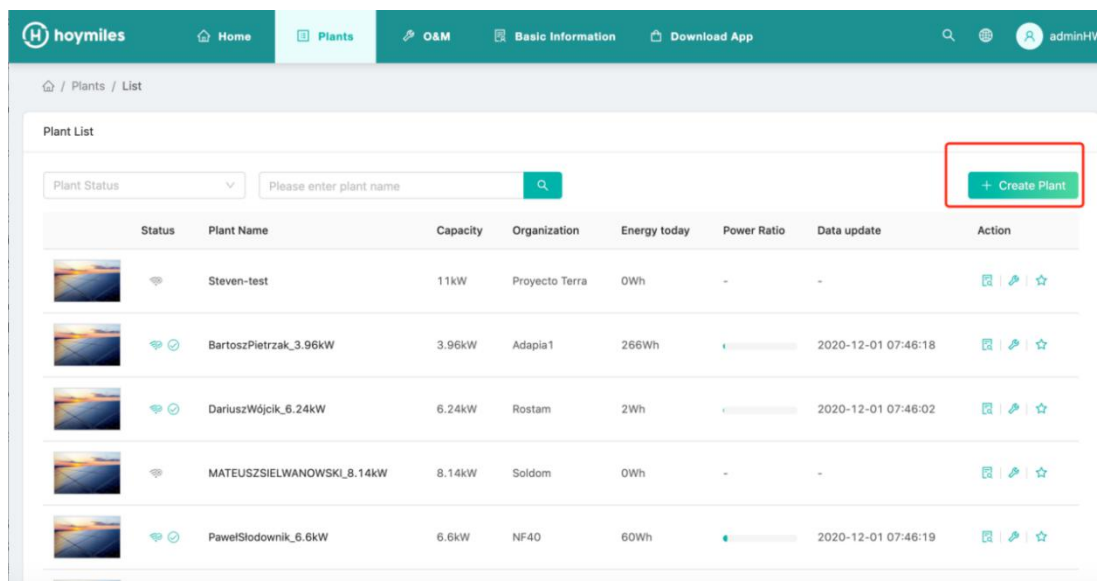 hoymiles Home Plants O&M Basic Information Download App adminHW
/ Plants / List
Plant List
Plant Status Please enter plant name + Create Plant
Status Plant Name Capacity Organization Energy today Power Ratio Data update Action
Steven-test 11kW Proyecto Terra 0Wh - -
BartoszPietrzak_3.96kW 3.96kW Adapia1 266Wh 2020-12-01 07:46:18
DariuszWójcik_6.24kW 6.24kW Rostam 2Wh 2020-12-01 07:46:02
MATEUSZSIELWANOWSKI_8.14kW 8.14kW Soldom 0Wh - -
PawełSłodownik_6.6kW 6.6kW NF40 60Wh 2020-12-01 07:46:19